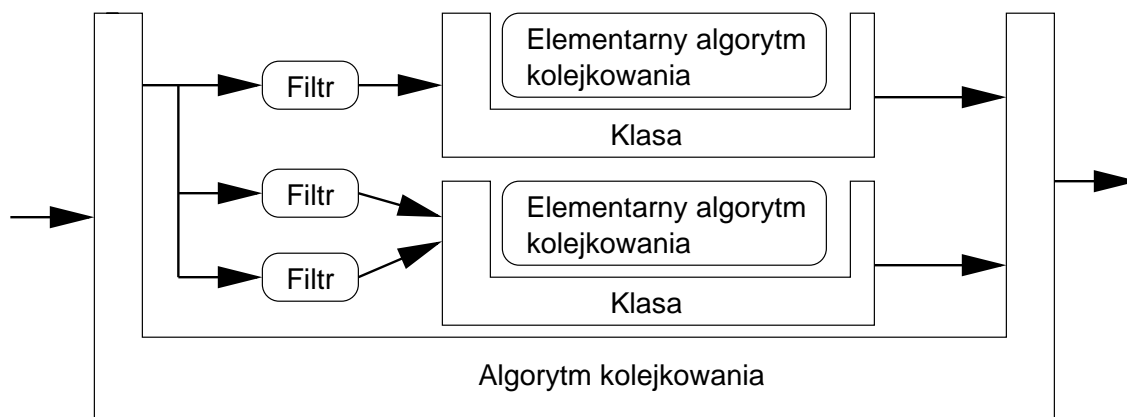 Elementarny algorytm
kolejkowania
Filtr
Klasa
Filtr
Elementarny algorytm
kolejkowania
Filtr
Klasa
Algorytm kolejkowania